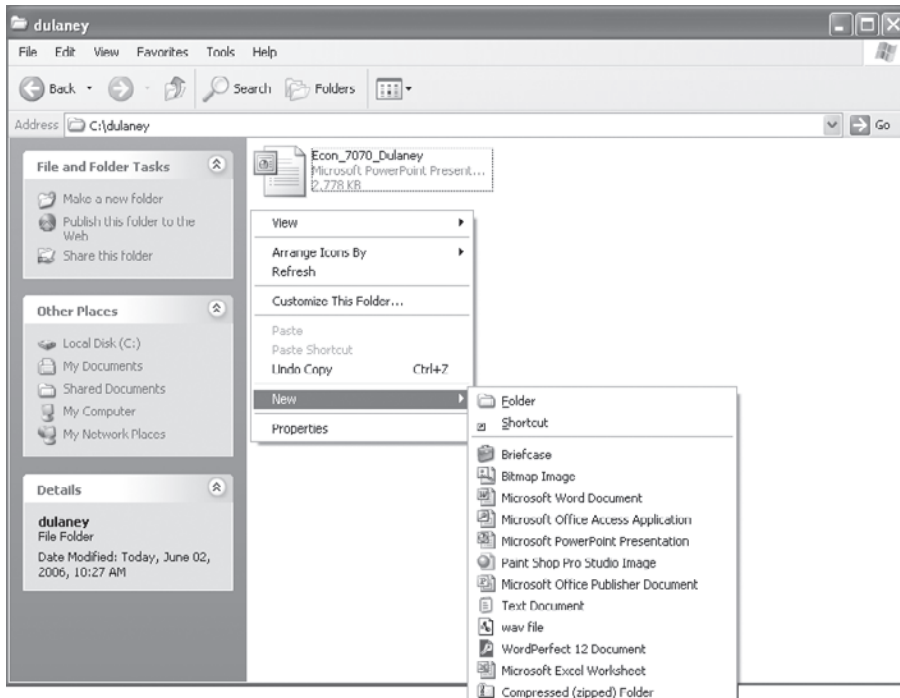 dulaney
File Edit View Favorites Tools Help
Back Search Folders
Address C:\dulaney Go
File and Folder Tasks
Make a new folder
Publish this folder to the
Web
Share this folder
Other Places
Local Disk (C:)
My Documents
Shared Documents
My Computer
My Network Places
Details
dulaney
File Folder
Date Modified: Today, June 02,
2006, 10:27 AM
Econ_7070_Dulaney
Microsoft PowerPoint Present...
2,778 KB
View
Arrange Icons By
Refresh
Customize This Folder...
Paste
Paste Shortcut
Undo Copy Ctrl+Z
New
Properties
Folder
Shortcut
Briefcase
Bitmap Image
Microsoft Word Document
Microsoft Office Access Application
Microsoft PowerPoint Presentation
Paint Shop Pro Studio Image
Microsoft Office Publisher Document
Text Document
wav file
WordPerfect 12 Document
Microsoft Excel Worksheet
Compressed (zipped) Folder